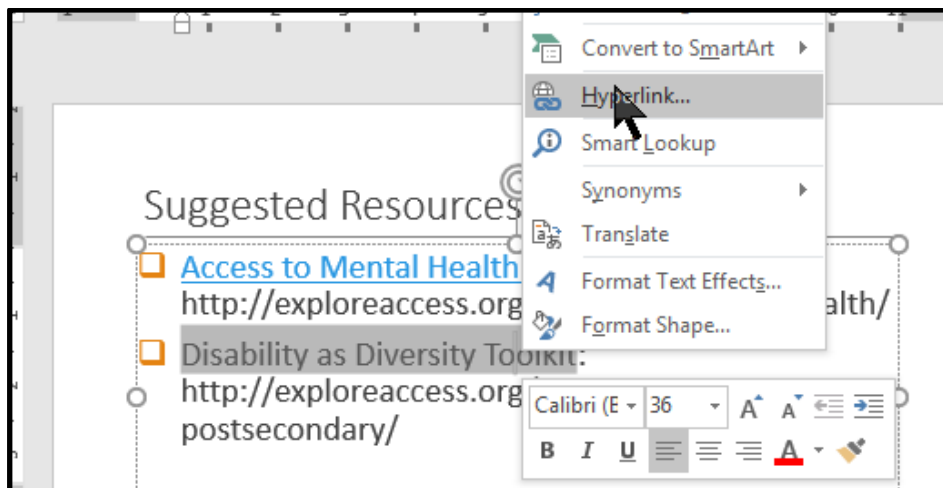 Convert to SmartArt
Hyperlink...
Smart Lookup
Synonyms
Translate
Format Text Effects...
Format Shape...
Suggested Resources
Access to Mental Health
http://exploreaccess.org
alth/
Disability as Diversity Toolkit:
http://exploreaccess.org
postsecondary/
Calibri (E
36
A A
B I U A